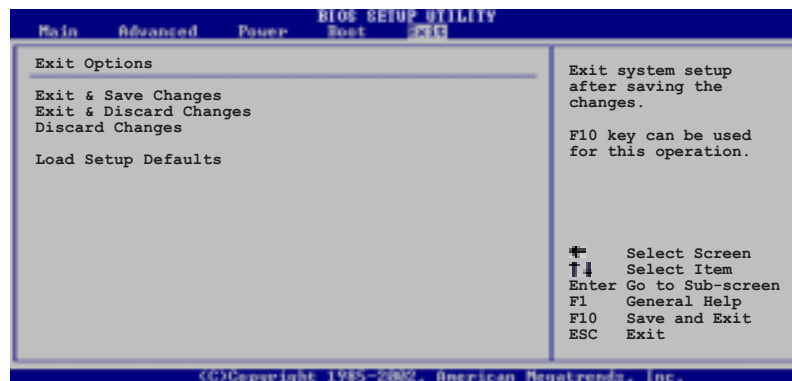 BIOS SETUP UTILITY
Main Advanced Power Boot Exit
Exit Options
Exit & Save Changes
Exit & Discard Changes
Discard Changes
Load Setup Defaults
Exit system setup
after saving the
changes.
F10 key can be used
for this operation.
← Select Screen
↑↓ Select Item
Enter Go to Sub-screen
F1 General Help
F10 Save and Exit
ESC Exit
(C)Copyright 1985-2002, American Megatrends, Inc.